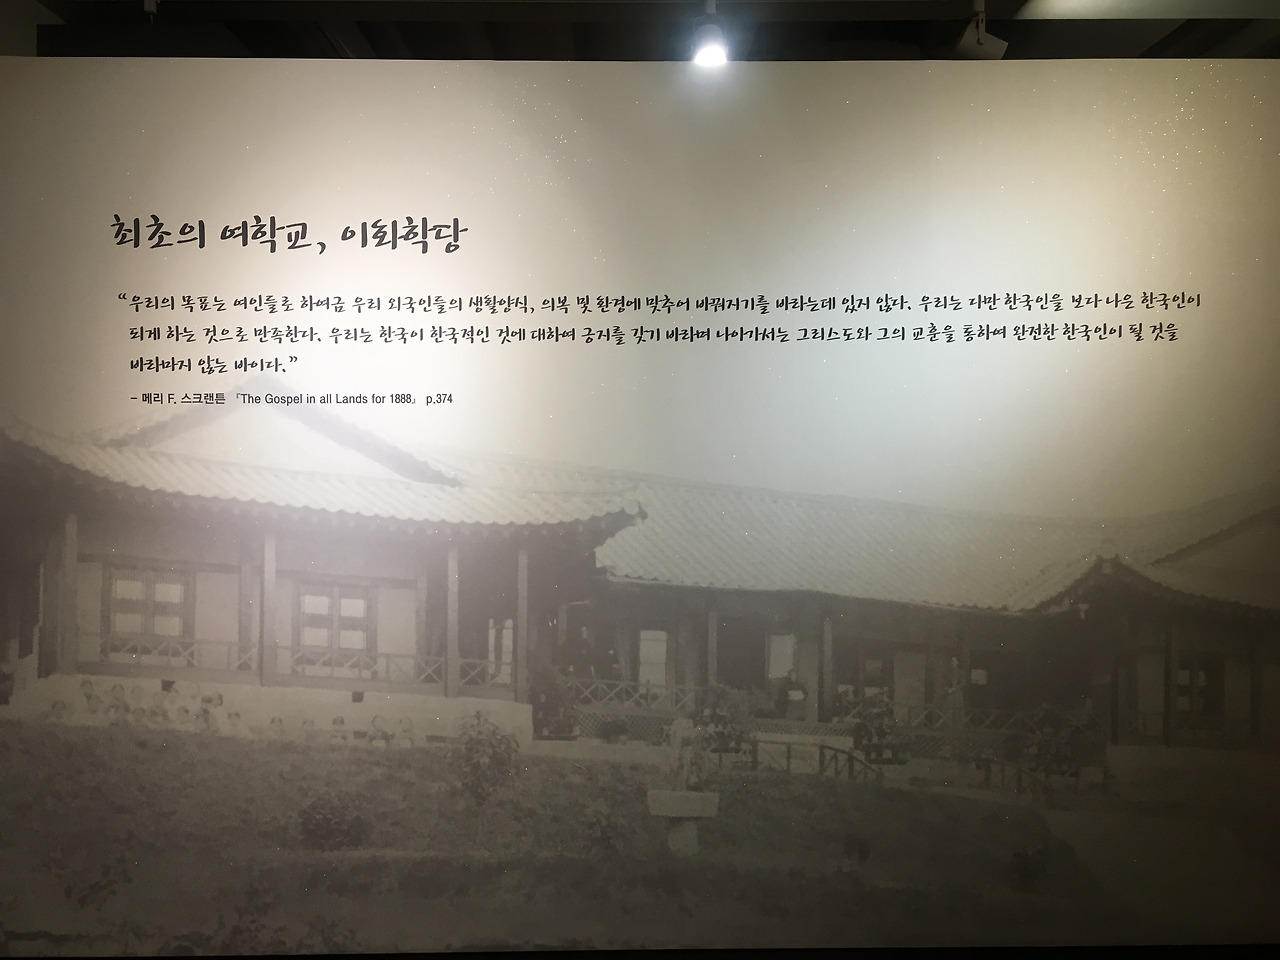 최초의 여학교, 이화학당
“우리의 목표는 여인들로 하여금 우리 외국인들의 생활양식, 의복 및 환경에 맞추어 바꿔지기를 바라는데 있지 않다. 우리는 다만 한국인을 보다 나은 한국인이
되게 하는 것으로 만족한다. 우리는 한국이 한국적인 것에 대하여 긍지를 갖기 바라며 나아가서는 그리스도와 그의 교훈을 통하여 완전한 한국인이 될 것을
바라마지 않는 바이다.”
- 메리 F. 스크랜튼 『The Gospel in all Lands for 1888』 p.374